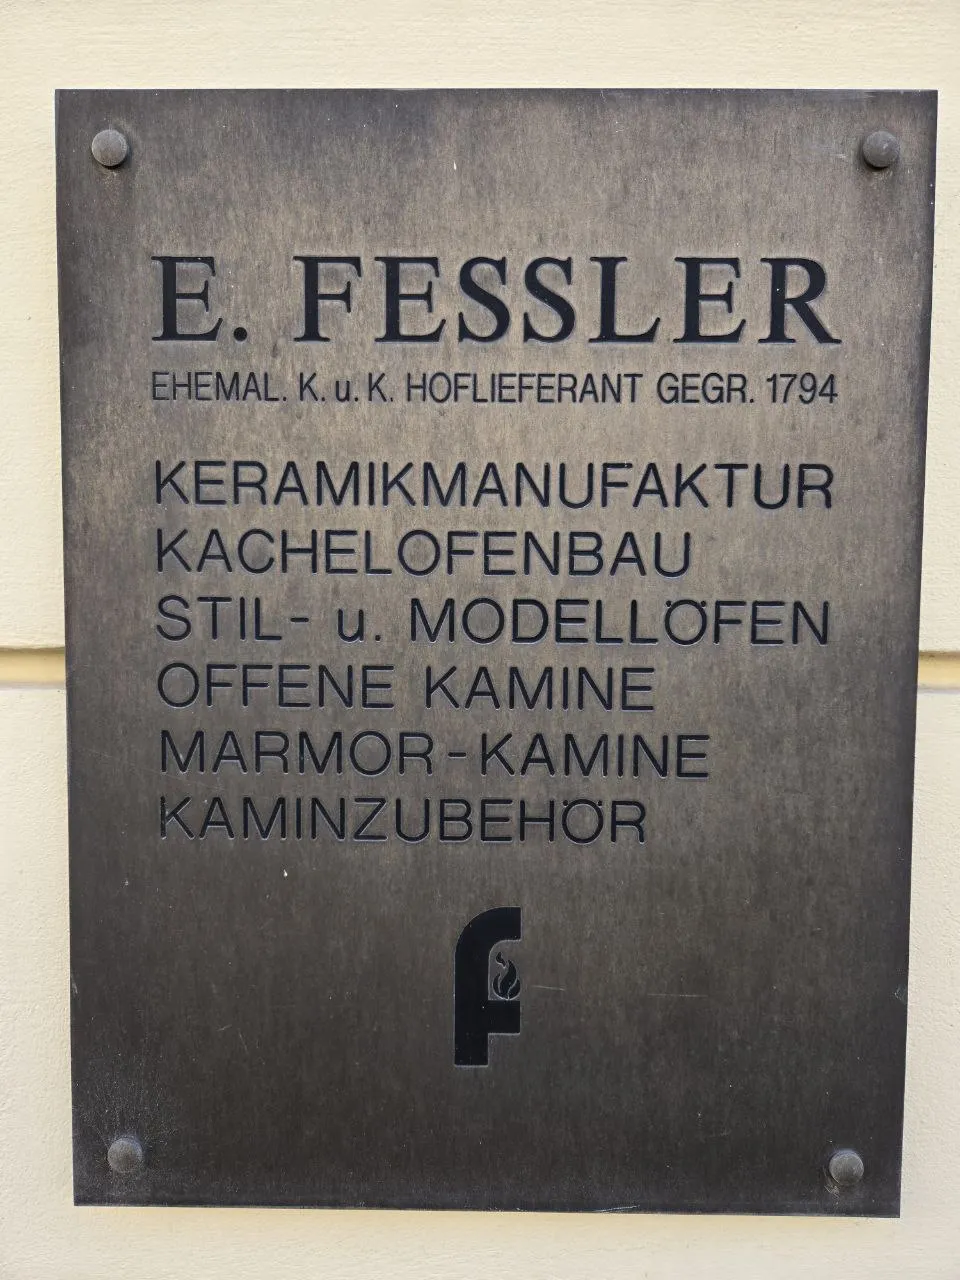 E. FESSLER
EHEMAL. K. u. K. HOFLIEFERANT GEGR. 1794
KERAMIKMANUFAKTUR
KACHELOFENBAU
STIL- u. MODELLÖFEN
OFFENE KAMINE
MARMOR-KAMINE
KAMINZUBEHÖR
F